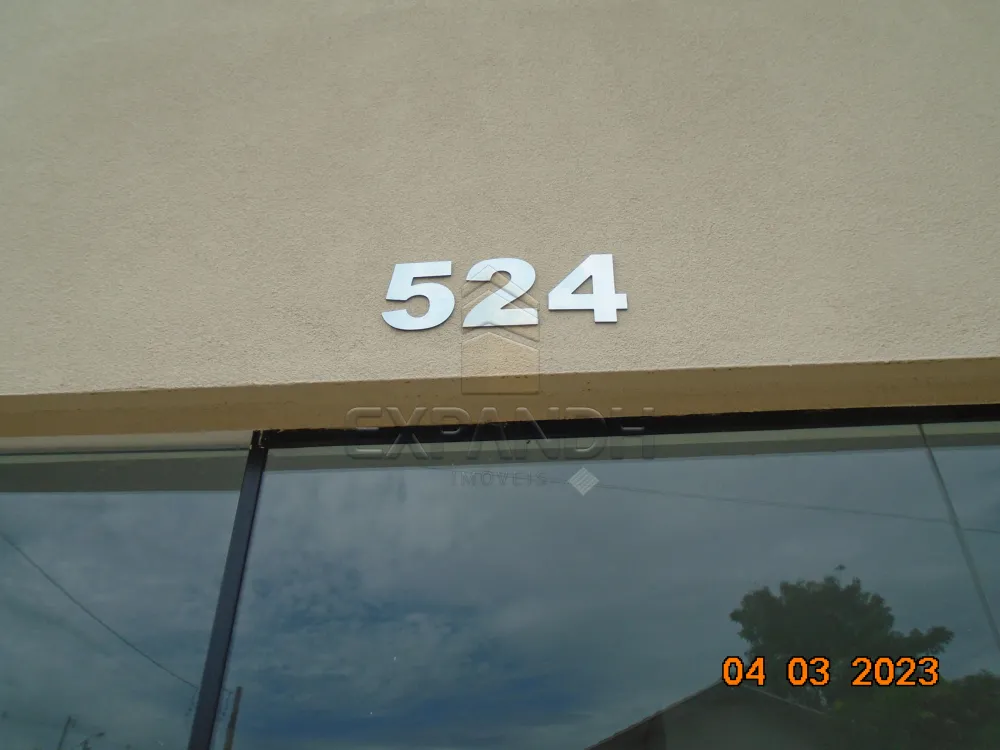 524
EXPANDH
IMÓVEIS
04 03 2023